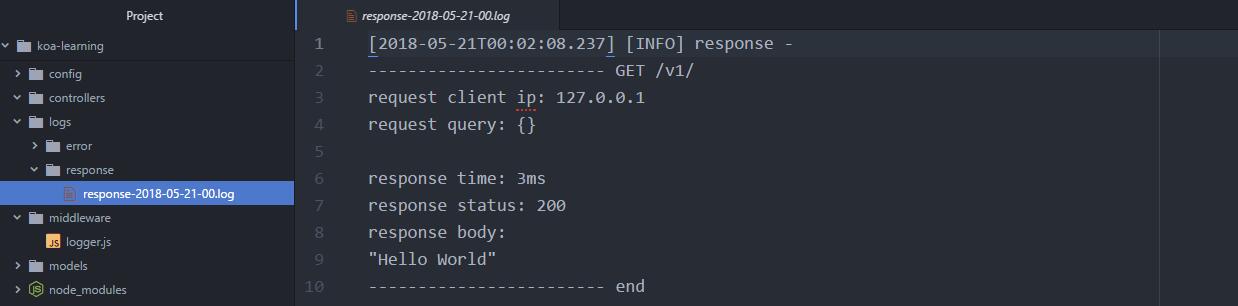 Project
koa-learning
config
controllers
logs
error
response
response-2018-05-21-00.log
middleware
JS logger.js
models
JS node_modules
response-2018-05-21-00.log
1 [2018-05-21T00:02:08.237] [INFO] response -
2 ------------------------ GET /v1/
3 request client ip: 127.0.0.1
4 request query: {}
5
6 response time: 3ms
7 response status: 200
8 response body:
9 "Hello World"
10 ------------------------ end